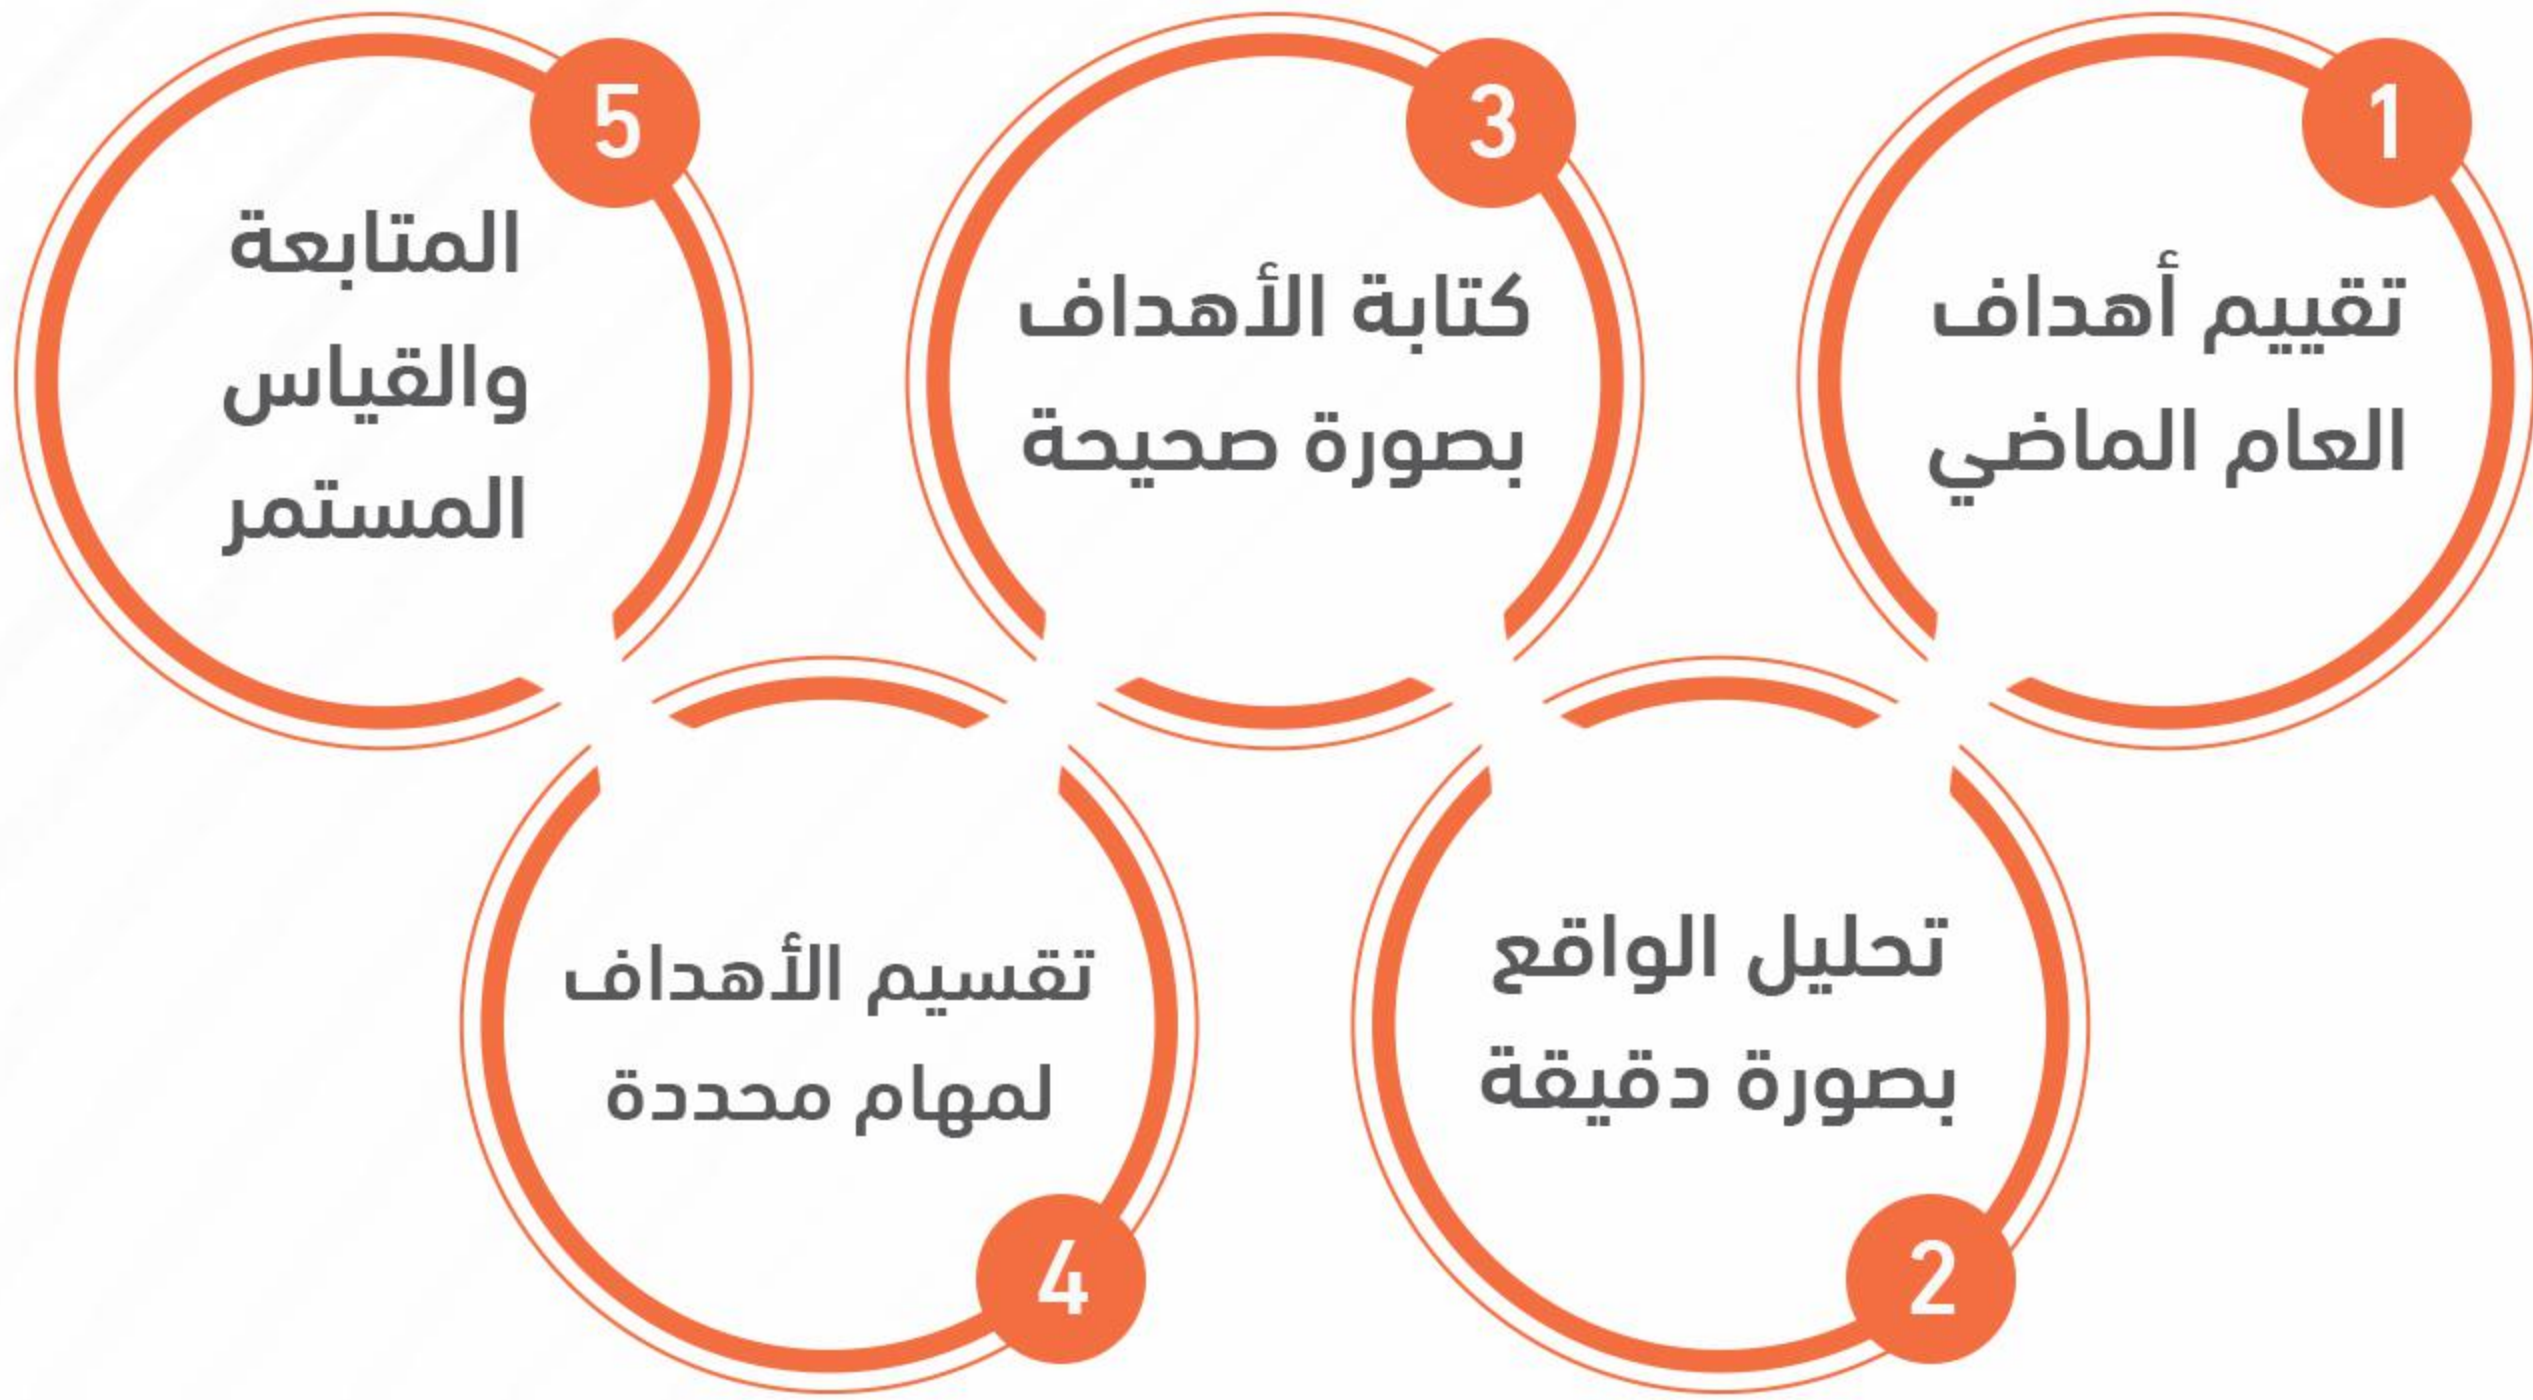 1
تقييم أهداف
العام الماضي
2
تحليل الواقع
بصورة دقيقة
3
كتابة الأهداف
بصورة صحيحة
4
تقسيم الأهداف
لمهام محددة
5
المتابعة
والقياس
المستمر